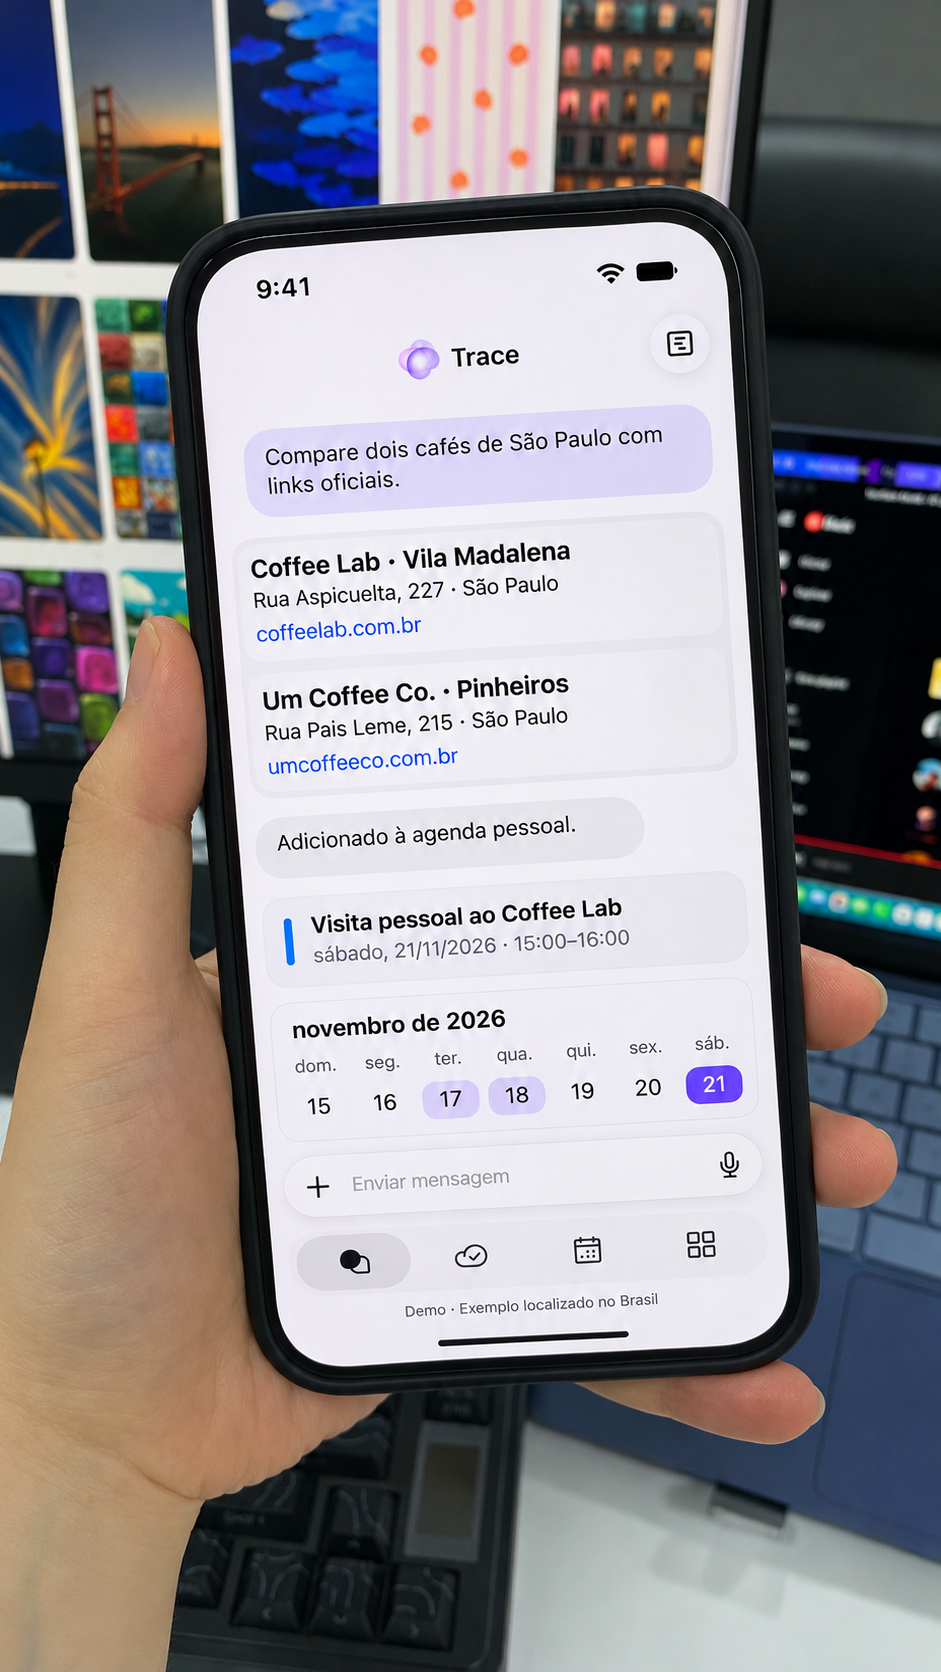 9:41
Trace
Compare dois cafés de São Paulo com
links oficiais.
Coffee Lab · Vila Madalena
Rua Aspicuelta, 227 · São Paulo
coffeelab.com.br
Um Coffee Co. · Pinheiros
Rua Pais Leme, 215 · São Paulo
umcoffeeco.com.br
Adicionado à agenda pessoal.
Visita pessoal ao Coffee Lab
sábado, 21/11/2026 · 15:00–16:00
novembro de 2026
dom. seg. ter. qua. qui. sex. sáb.
15 16 17 18 19 20 21
Enviar mensagem
Demo · Exemplo localizado no Brasil